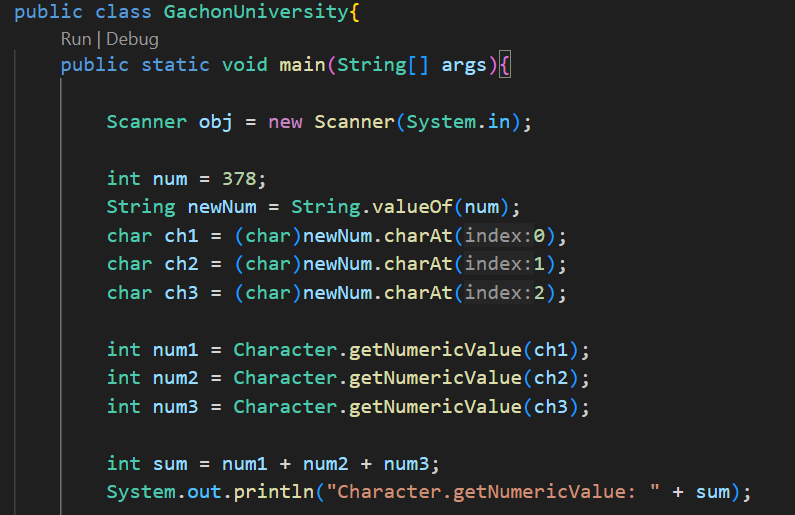 public class GachonUniversity{
Run | Debug
public static void main(String[] args){
Scanner obj = new Scanner(System.in);
int num = 378;
String newNum = String.valueOf(num);
char ch1 = (char)newNum.charAt(index:0);
char ch2 = (char)newNum.charAt(index:1);
char ch3 = (char)newNum.charAt(index:2);
int num1 = Character.getNumericValue(ch1);
int num2 = Character.getNumericValue(ch2);
int num3 = Character.getNumericValue(ch3);
int sum = num1 + num2 + num3;
System.out.println("Character.getNumericValue: " + sum);